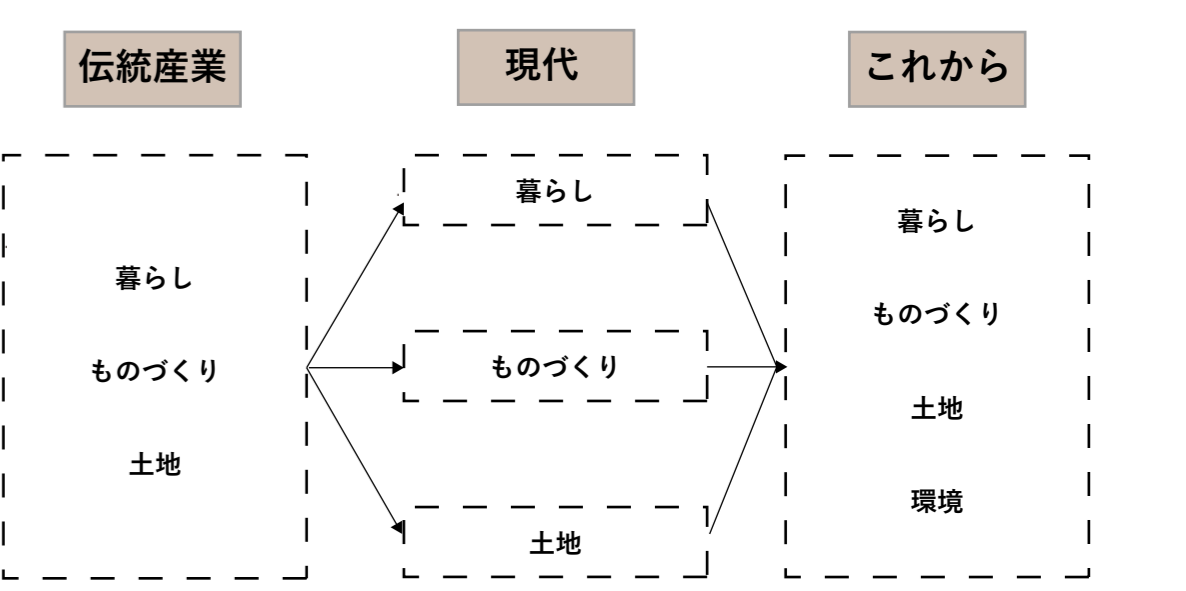 伝統産業
現代
これから
暮らし
ものづくり
土地
暮らし
ものづくり
土地
暮らし
ものづくり
土地
環境